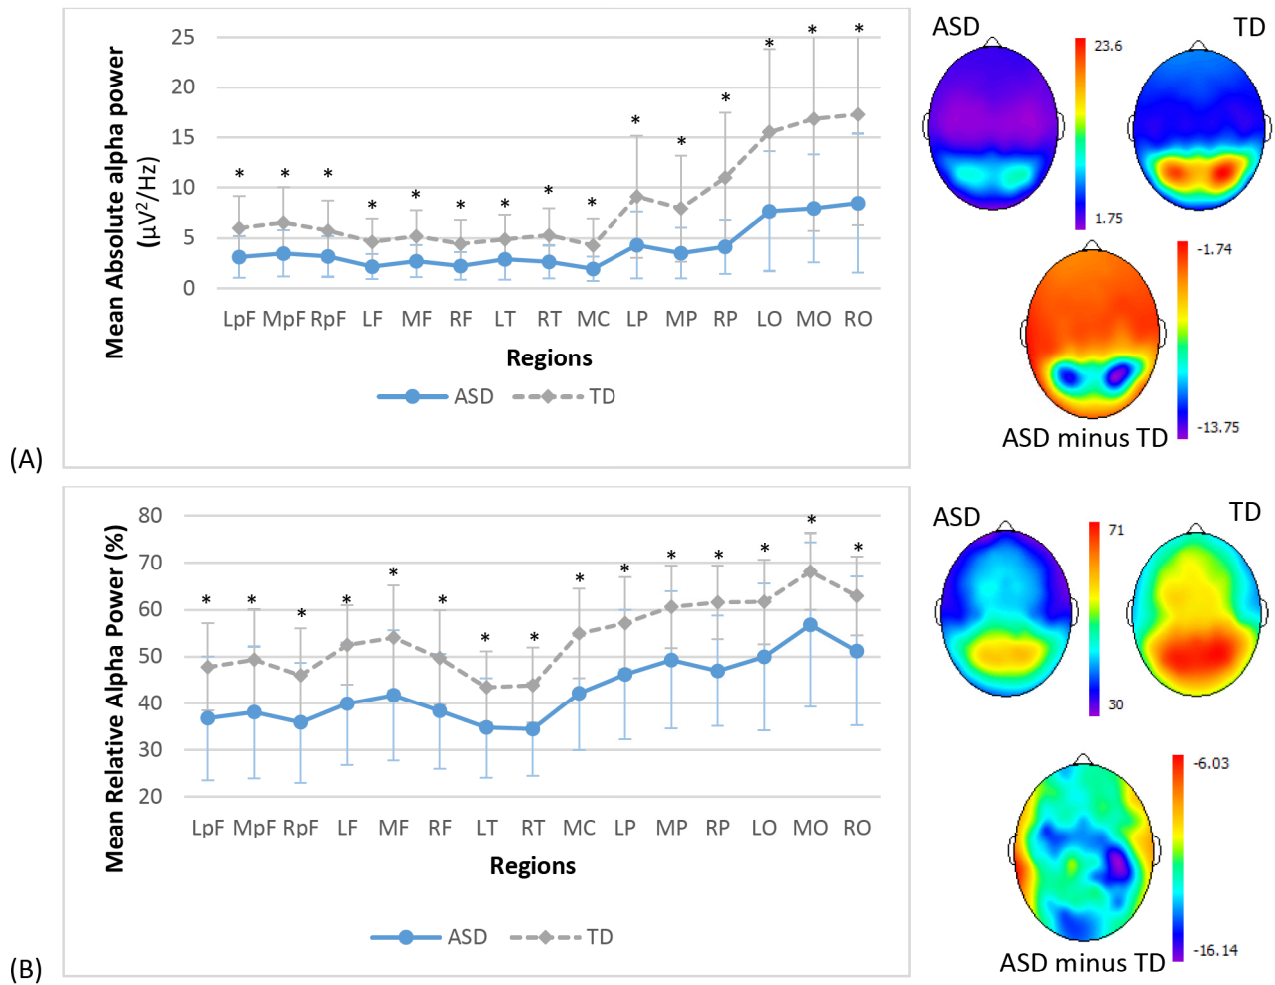 (A)
Mean Absolute alpha power
(μV²/Hz)
25
20
15
10
5
0
* * * * * * * * * * * * * * *
LpF MpF RpF LF MF RF LT RT MC LP MP RP LO MO RO
Regions
ASD TD
ASD TD
23.6
1.75
-1.74
-13.75
ASD minus TD
(B)
Mean Relative Alpha Power (%)
80
70
60
50
40
30
20
* * * * * * * * * * * * * * *
LpF MpF RpF LF MF RF LT RT MC LP MP RP LO MO RO
Regions
ASD TD
ASD TD
71
30
-6.03
-16.14
ASD minus TD